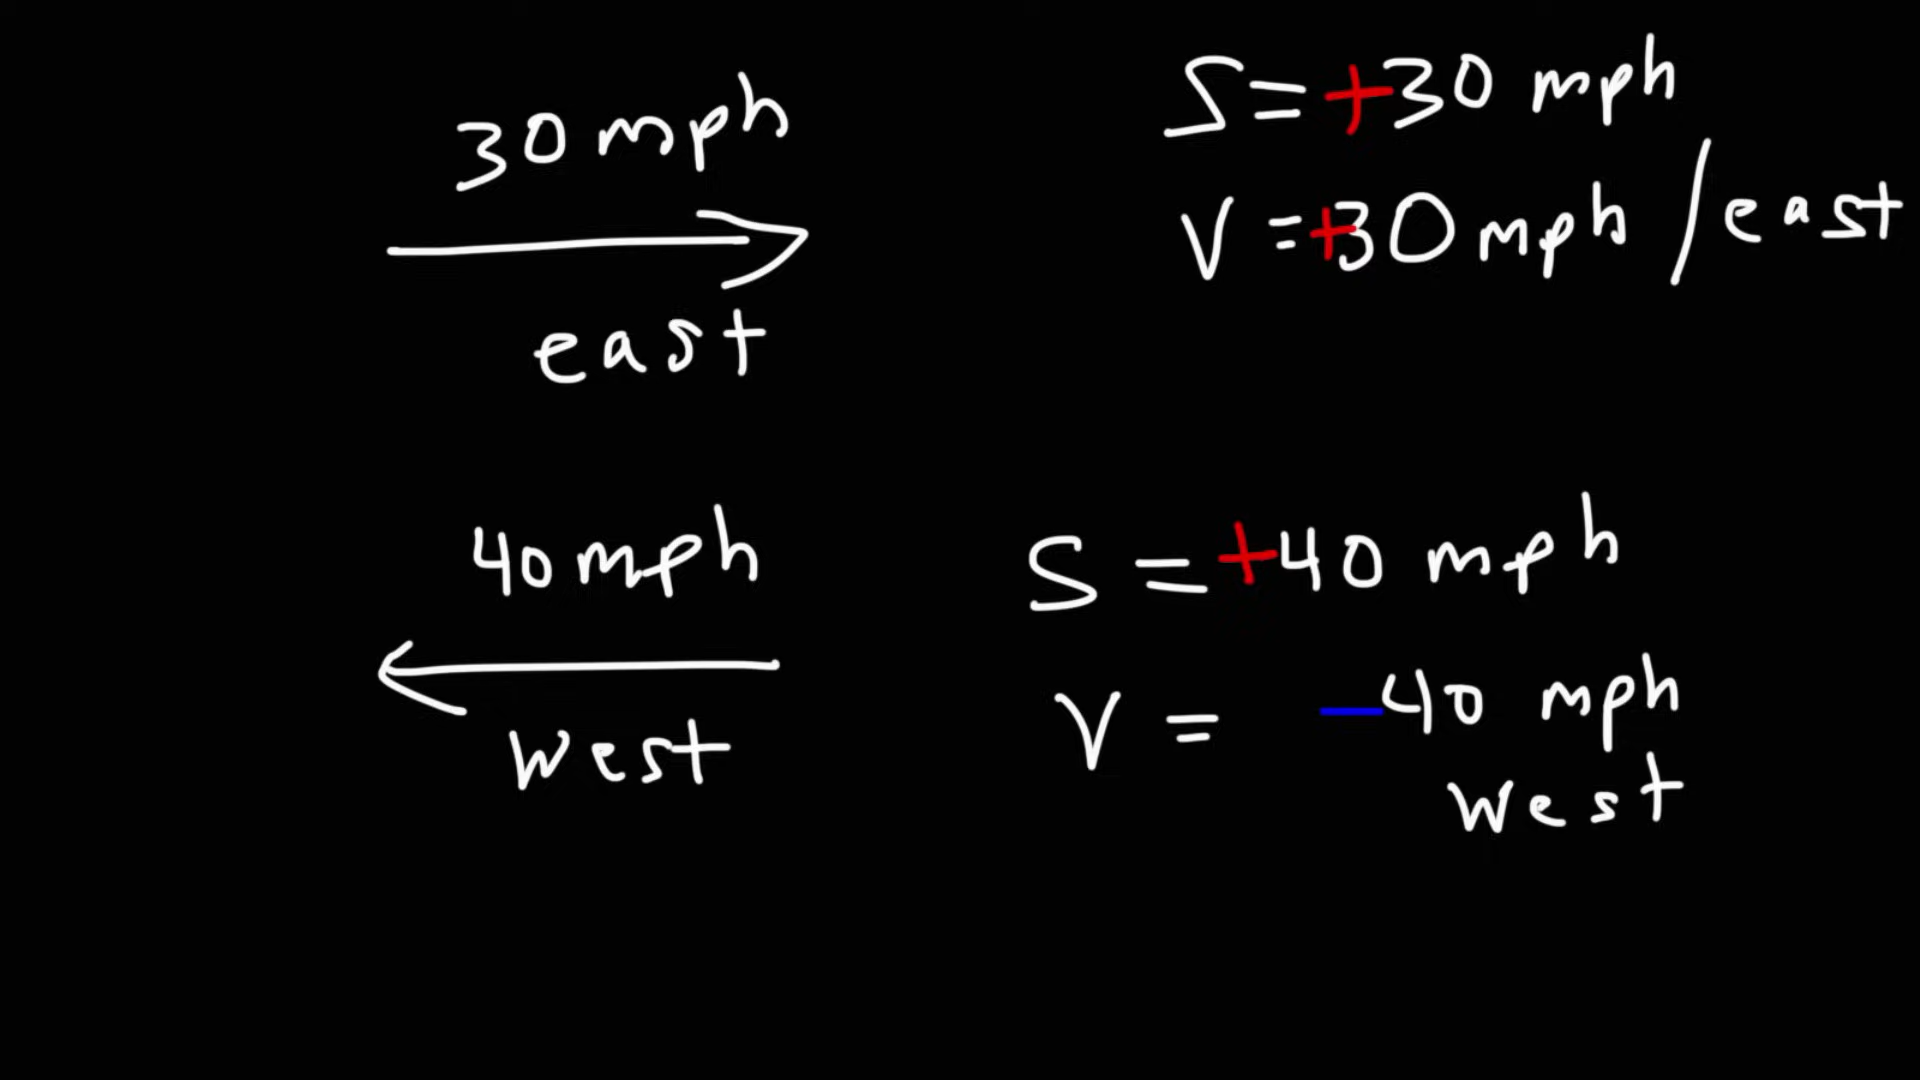 30 mph
east
S = +30 mph
V = +30 mph / east
40 mph
west
S = +40 mph
V = -40 mph
west